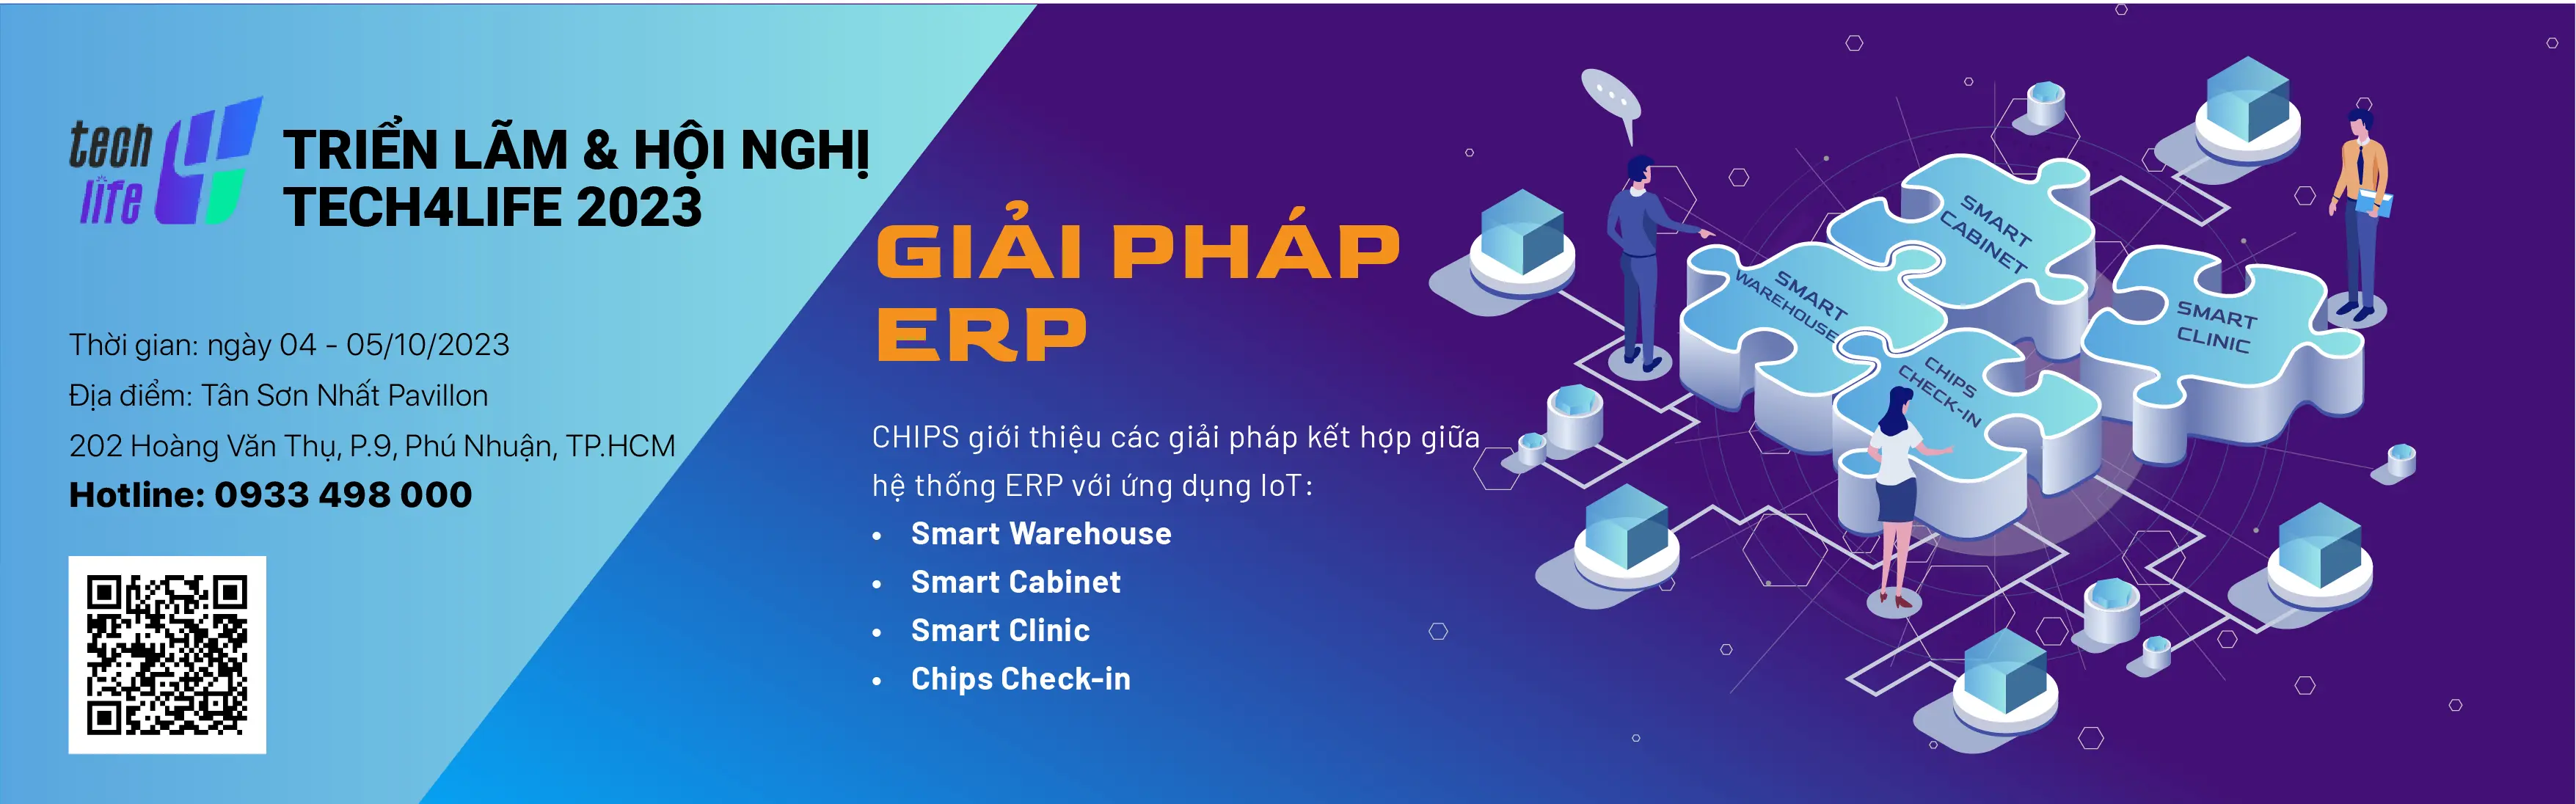 tech
life
TRIỂN LÃM & HỘI NGHỊ
TECH4LIFE 2023
Thời gian: ngày 04 - 05/10/2023
Địa điểm: Tân Sơn Nhất Pavillon
202 Hoàng Văn Thụ, P.9, Phú Nhuận, TP.HCM
Hotline: 0933 498 000
GIẢI PHÁP
ERP
CHIPS giới thiệu các giải pháp kết hợp giữa
hệ thống ERP với ứng dụng IoT:
• Smart Warehouse
• Smart Cabinet
• Smart Clinic
• Chips Check-in
SMART
CABINET
SMART
WAREHOUSE
SMART
CLINIC
CHIPS
CHECK-IN